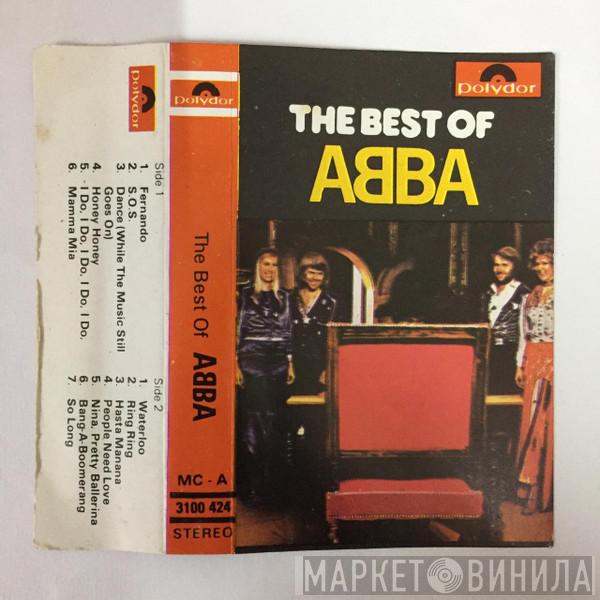 polydor
THE BEST OF
ABBA
polydor
The Best Of ABBA
MC - A
3100 424
STEREO
polydor
Side 1
1. Fernando
2. S.O.S.
3. Dance (While The Music Still
Goes On)
4. Honey Honey
5. I Do, I Do, I Do, I Do, I Do.
6. Mamma Mia
Side 2
1. Waterloo
2. Ring Ring
3. Hasta Manana
4. People Need Love
5. Nina, Pretty Ballerina
6. Bang-A-Boomerang
7. So Long
МАРКЕТ ВИНИЛА